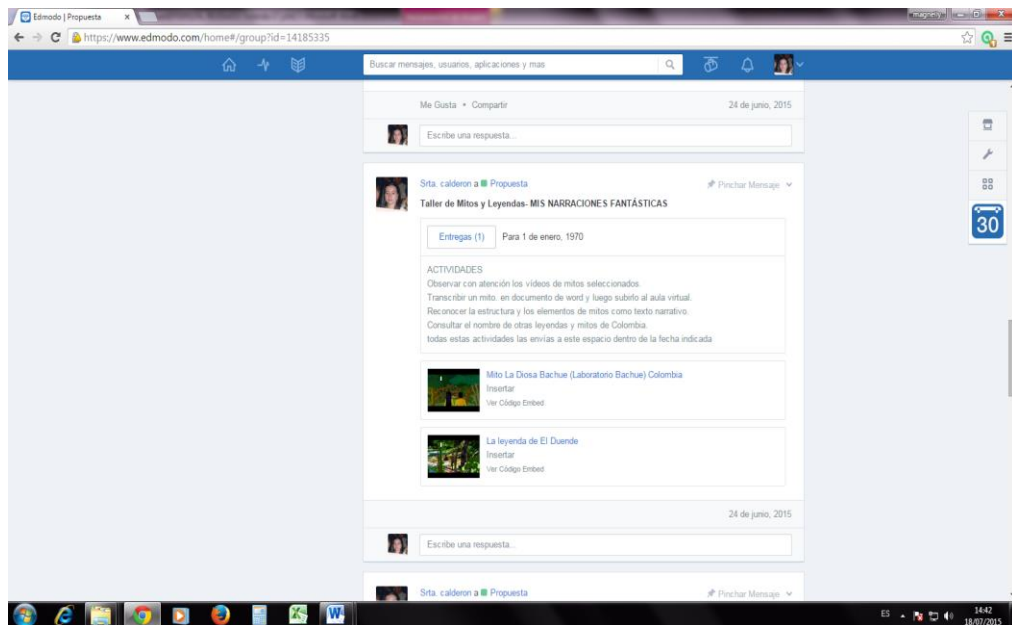 Edmodo | Propuesta
magnelly
https://www.edmodo.com/home#/group?id=14185335
Buscar mensajes, usuarios, aplicaciones y mas
Me Gusta • Compartir 24 de junio, 2015
Escribe una respuesta...
Srta. calderon a Propuesta Pinchar Mensaje
Taller de Mitos y Leyendas- MIS NARRACIONES FANTÁSTICAS
Entregas (1) Para 1 de enero, 1970
ACTIVIDADES
Observar con atención los vídeos de mitos seleccionados.
Transcribir un mito. en documento de word y luego subirlo al aula virtual.
Reconocer la estructura y los elementos de mitos como texto narrativo.
Consultar el nombre de otras leyendas y mitos de Colombia.
todas estas actividades las envías a este espacio dentro de la fecha indicada
Mito La Diosa Bachue (Laboratorio Bachue) Colombia
Insertar
Ver Código Embed
La leyenda de El Duende
Insertar
Ver Código Embed
24 de junio, 2015
Escribe una respuesta...
Srta. calderon a Propuesta Pinchar Mensaje
30
ES 14:42
18/07/2015